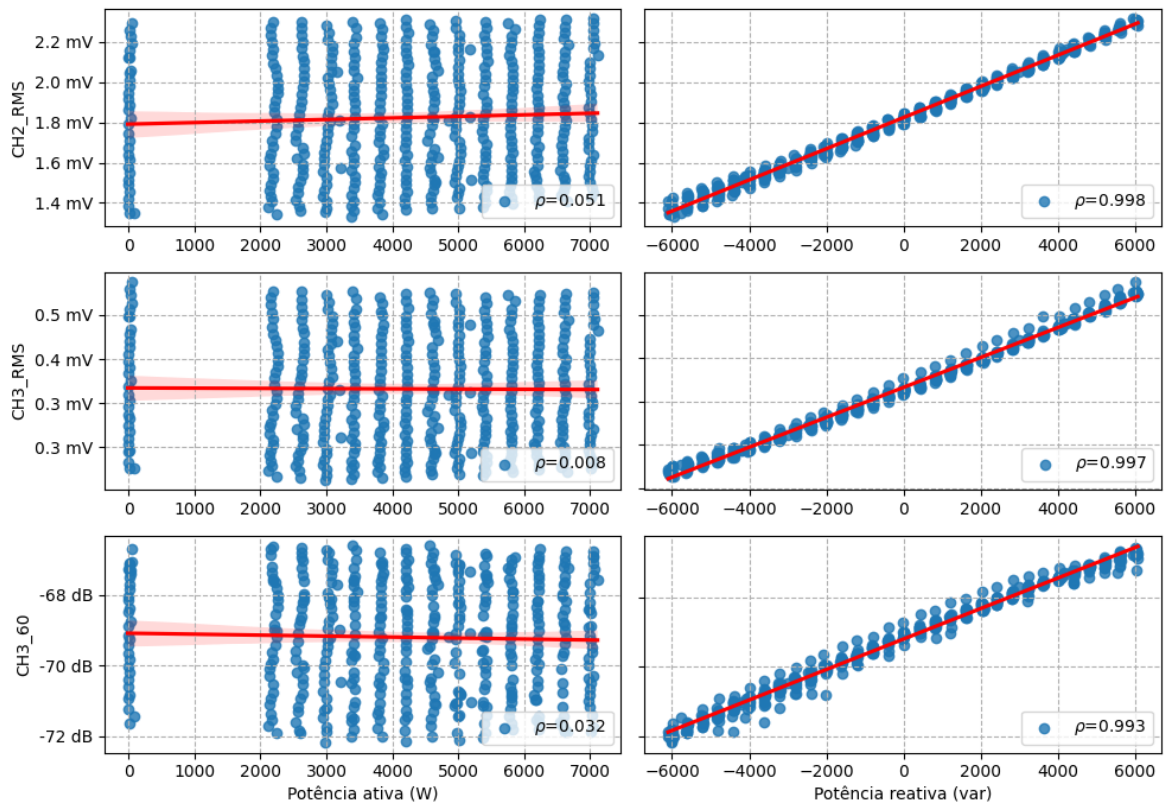 CH2_RMS
2.2 mV
2.0 mV
1.8 mV
1.6 mV
1.4 mV
ρ=0.051
0 1000 2000 3000 4000 5000 6000 7000
ρ=0.998
−6000 −4000 −2000 0 2000 4000 6000
CH3_RMS
0.5 mV
0.4 mV
0.3 mV
0.3 mV
ρ=0.008
0 1000 2000 3000 4000 5000 6000 7000
ρ=0.997
−6000 −4000 −2000 0 2000 4000 6000
CH3_60
-68 dB
-70 dB
-72 dB
ρ=0.032
0 1000 2000 3000 4000 5000 6000 7000
Potência ativa (W)
ρ=0.993
−6000 −4000 −2000 0 2000 4000 6000
Potência reativa (var)